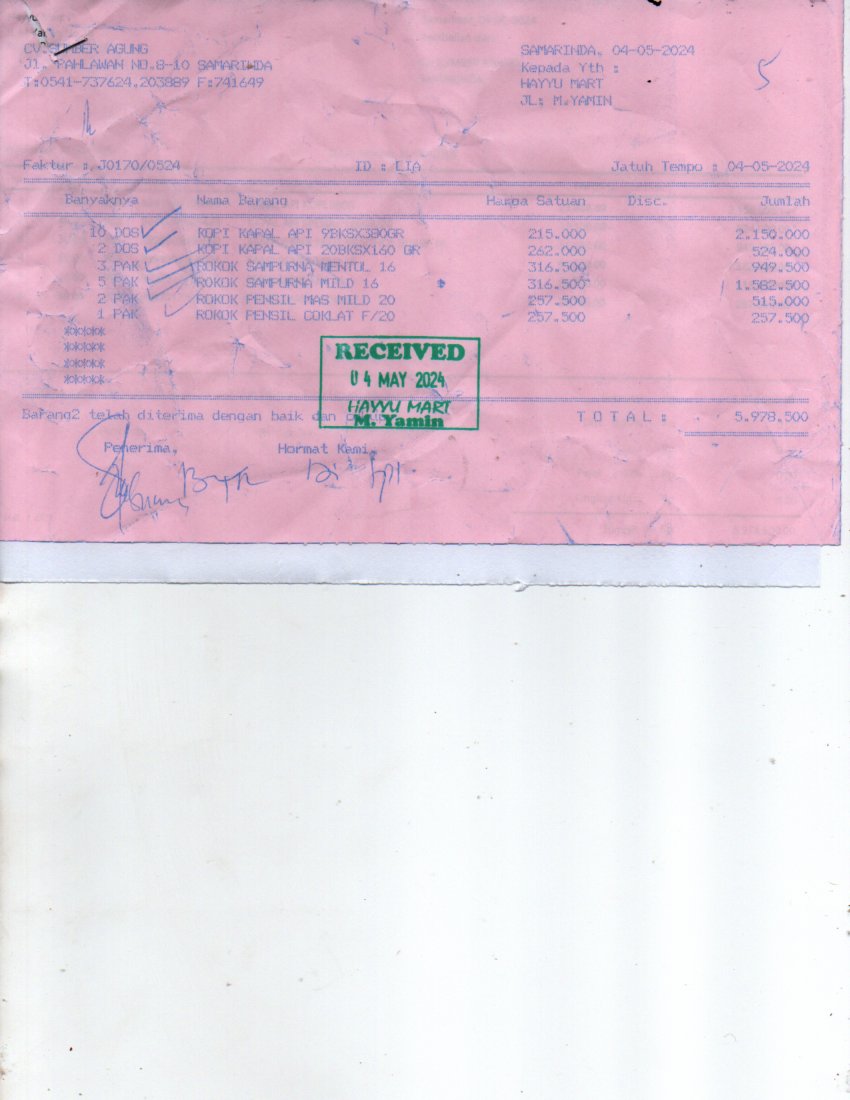 CV.SUMBER AGUNG
Jl. PAHLAWAN NO.8-10 SAMARINDA
T:0541-737624,203889 F:741649
SAMARINDA, 04-05-2024
Kepada Yth :
HAYYU MART
JL: M.YAMIN
5
Faktur : J0170/0524 ID : LIA Jatuh Tempo : 04-05-2024
Banyaknya Nama Barang Harga Satuan Disc. Jumlah
10 DOS KOPI KAPAL API 9BKSX380GR 215.000 2.150.000
2 DOS KOPI KAPAL API 20BKSX160 GR 262.000 524.000
3 PAK ROKOK SAMPURNA MENTOL 16 316.500 949.500
5 PAK ROKOK SAMPURNA MILD 16 316.500 1.582.500
2 PAK ROKOK PENSIL MAS MILD 20 257.500 515.000
1 PAK ROKOK PENSIL COKLAT F/20 257.500 257.500
*****
*****
*****
*****
RECEIVED
04 MAY 2024
HAYYU MART
M. Yamin
Barang2 telah diterima dengan baik dan TOTAL: 5.978.500
Penerima, Hormat Kami,